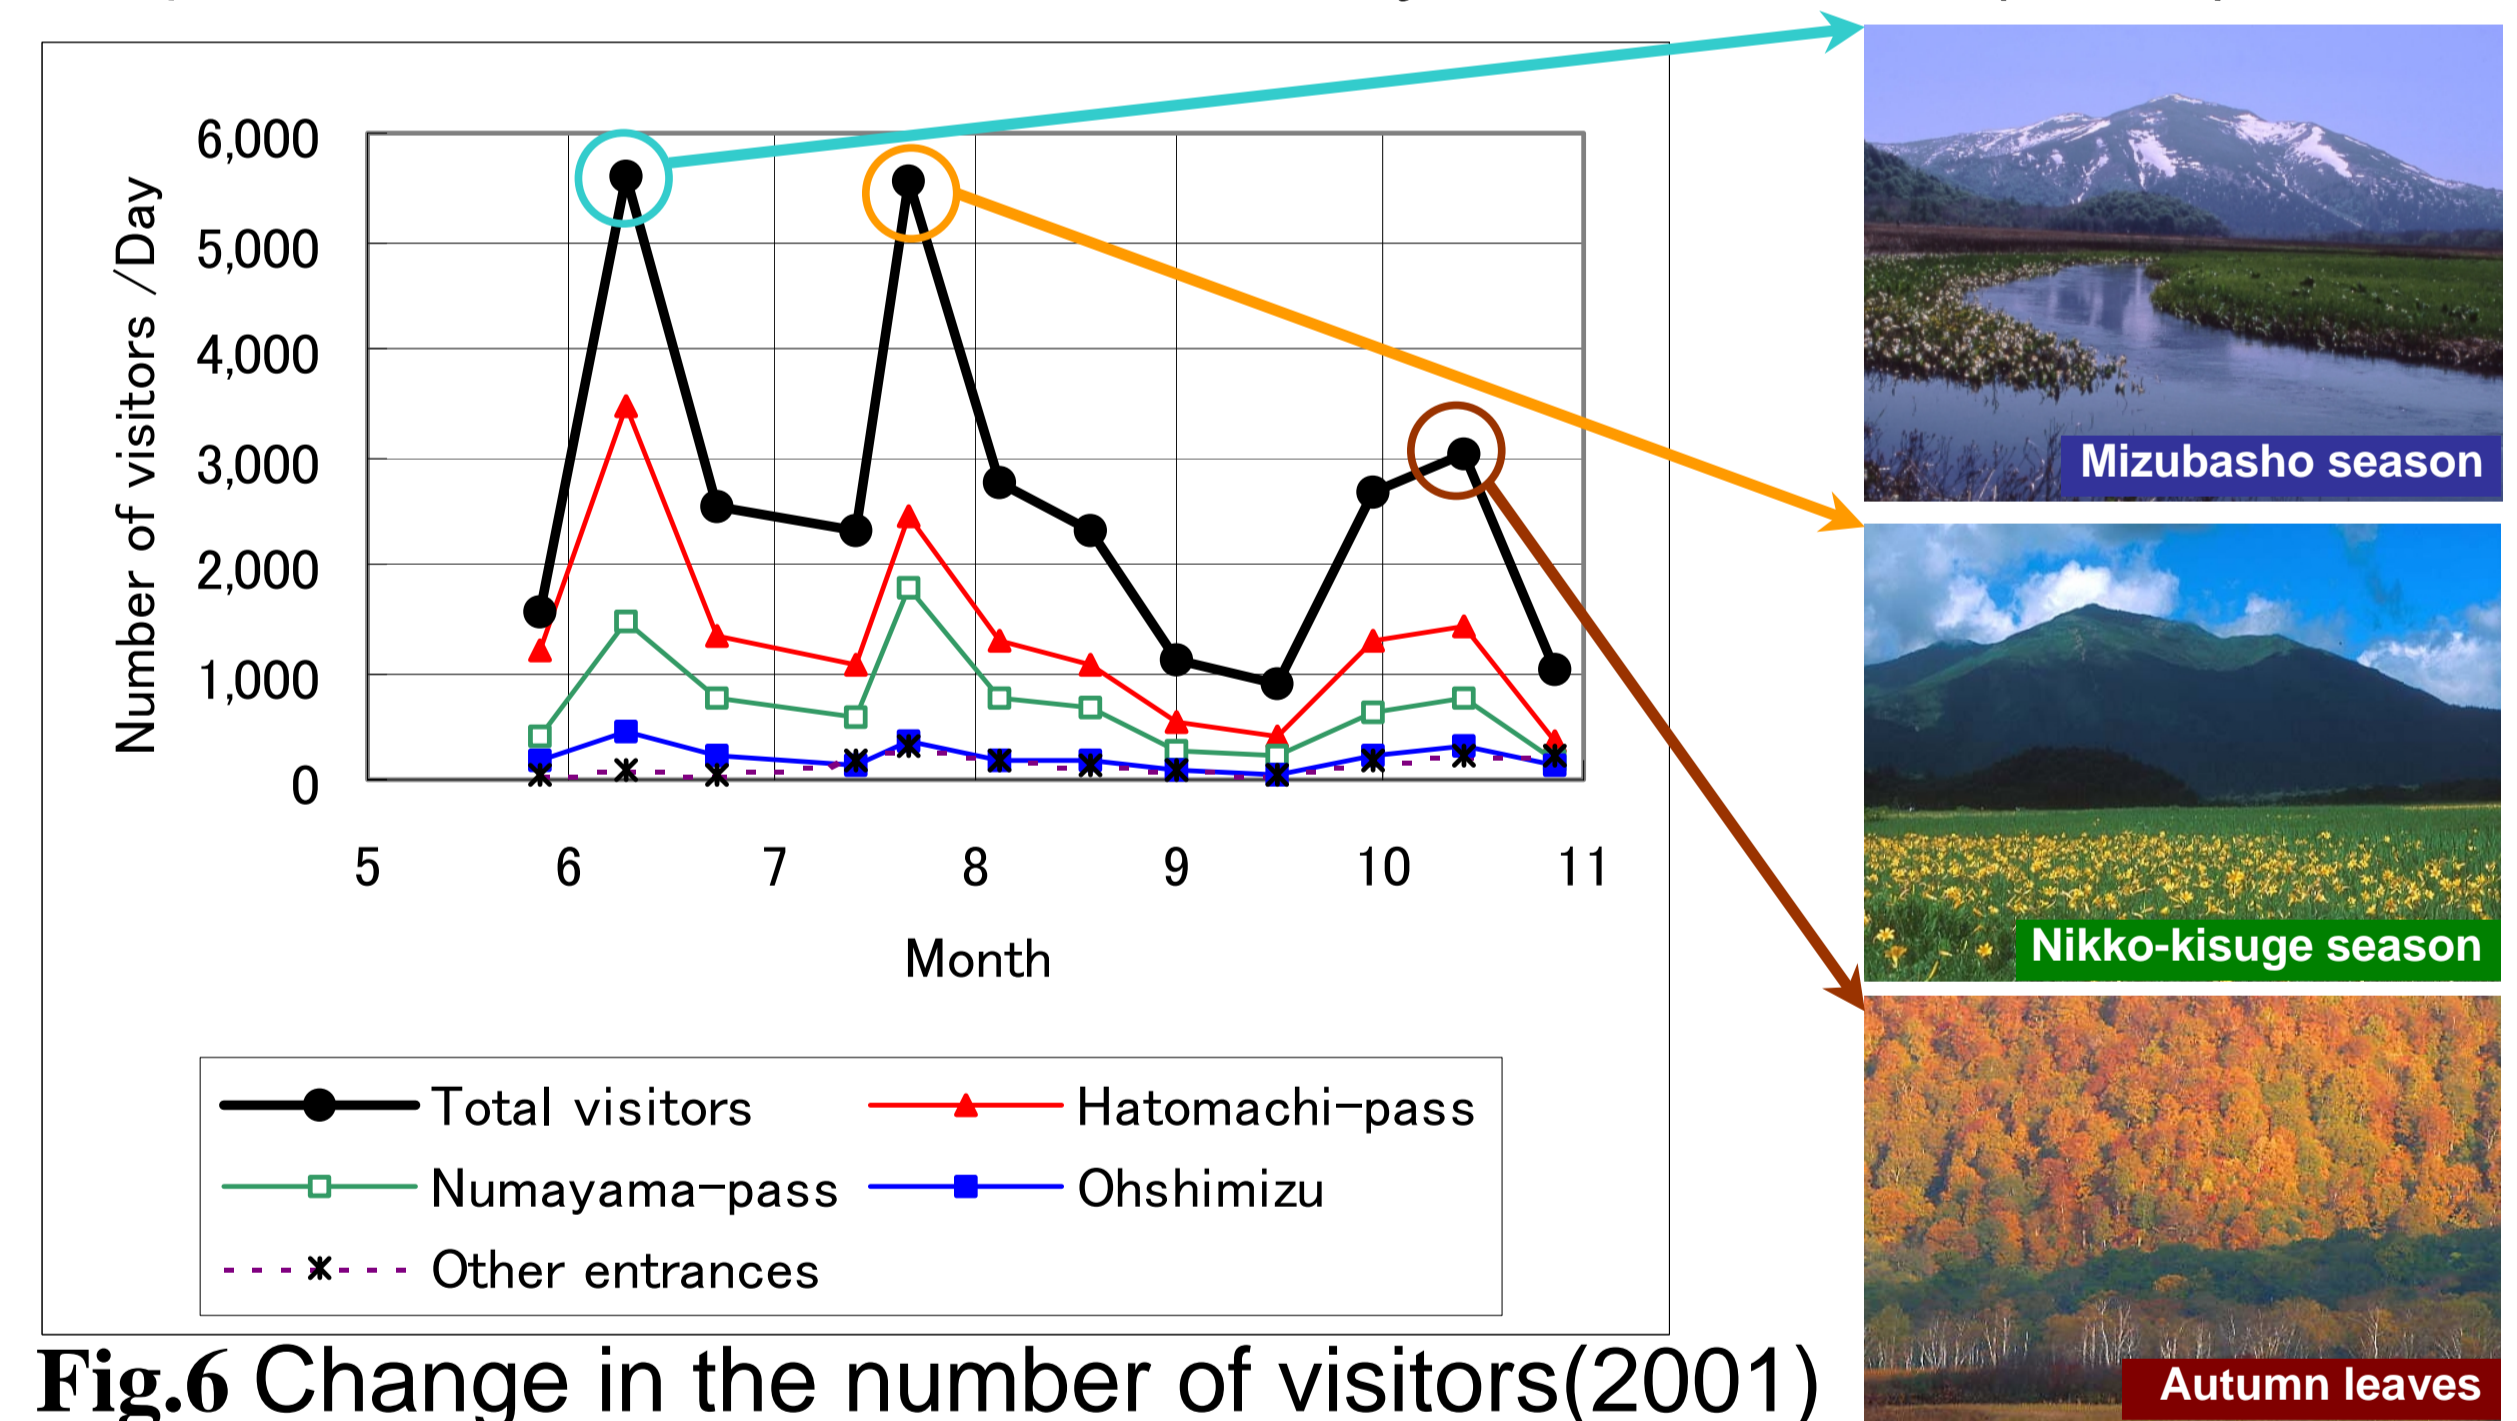 Number of visitors /Day
6,000
5,000
4,000
3,000
2,000
1,000
0
5 6 7 8 9 10 11
Month
Total visitors
Hatomachi-pass
Numayama-pass
Ohshimizu
Other entrances
Mizubasho season
Nikko-kisuge season
Autumn leaves
Fig.6 Change in the number of visitors(2001)